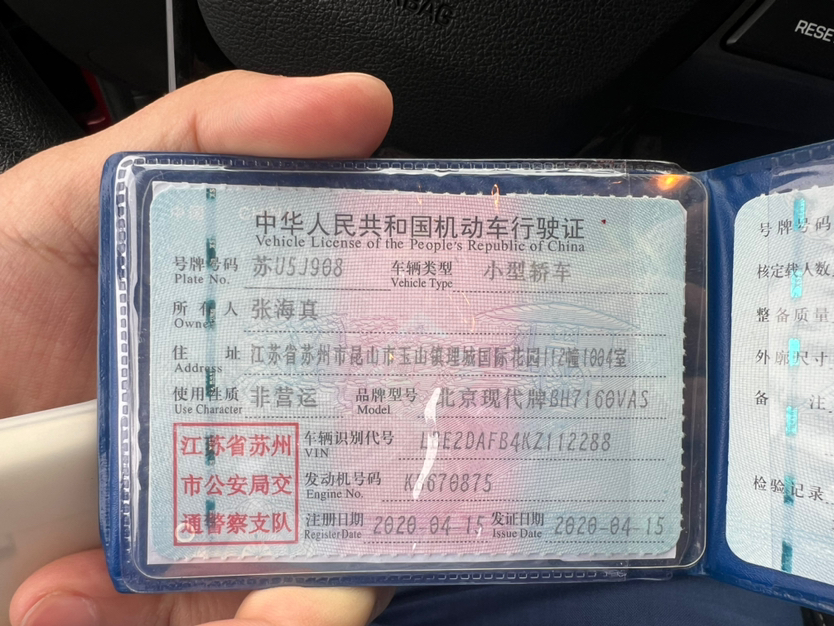 BAG
RESE
中华人民共和国机动车行驶证
Vehicle License of the People's Republic of China
号牌号码 苏U5J908 车辆类型 小型轿车
Plate No. Vehicle Type
所有人 张海真
Owner
住址 江苏省苏州市昆山市玉山镇理城国际花园112幢1004室
Address
使用性质 非营运 品牌型号 北京现代牌BH7160VAS
Use Character Model
江苏省苏州
市公安局交
通警察支队
车辆识别代号
VIN
发动机号码
Engine No.
注册日期 2020-04-15 发证日期 2020-04-15
Register Date Issue Date
号牌号码
核定载人数
整备质量
外廓尺寸
备注
检验记录